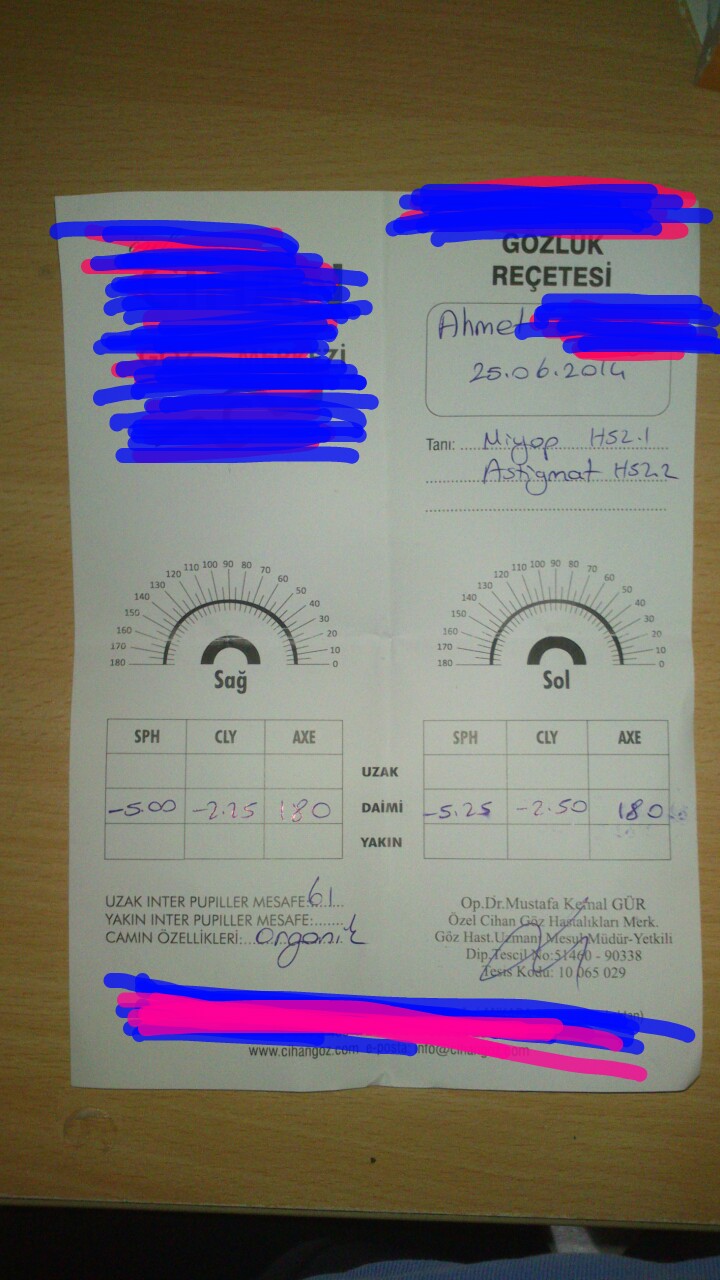 GÖZLÜK
REÇETESİ
Ahmet
25.06.2014
Tanı: Miyop H52.1
Astigmat H52.2
180 170 160 150 140 130 120 110 100 90 80 70 60 50 40 30 20 10 0
Sağ
180 170 160 150 140 130 120 110 100 90 80 70 60 50 40 30 20 10 0
Sol
SPH CLY AXE SPH CLY AXE
UZAK
-5.00 -2.25 180 DAİMİ -5.25 -2.50 180
YAKIN
UZAK INTER PUPILLER MESAFE: 61
YAKIN INTER PUPILLER MESAFE:
CAMIN ÖZELLİKLERİ: organik
Op.Dr.Mustafa Kemal GÜR
Özel Cihan Göz Hastalıkları Merk.
Göz Hast.Uzmanı Mesul Müdür-Yetkili
Dip.Tescil No:51460 - 90338
Tesis Kodu: 10 065 029
www.cihangoz.com e-posta: info@cihangoz.com